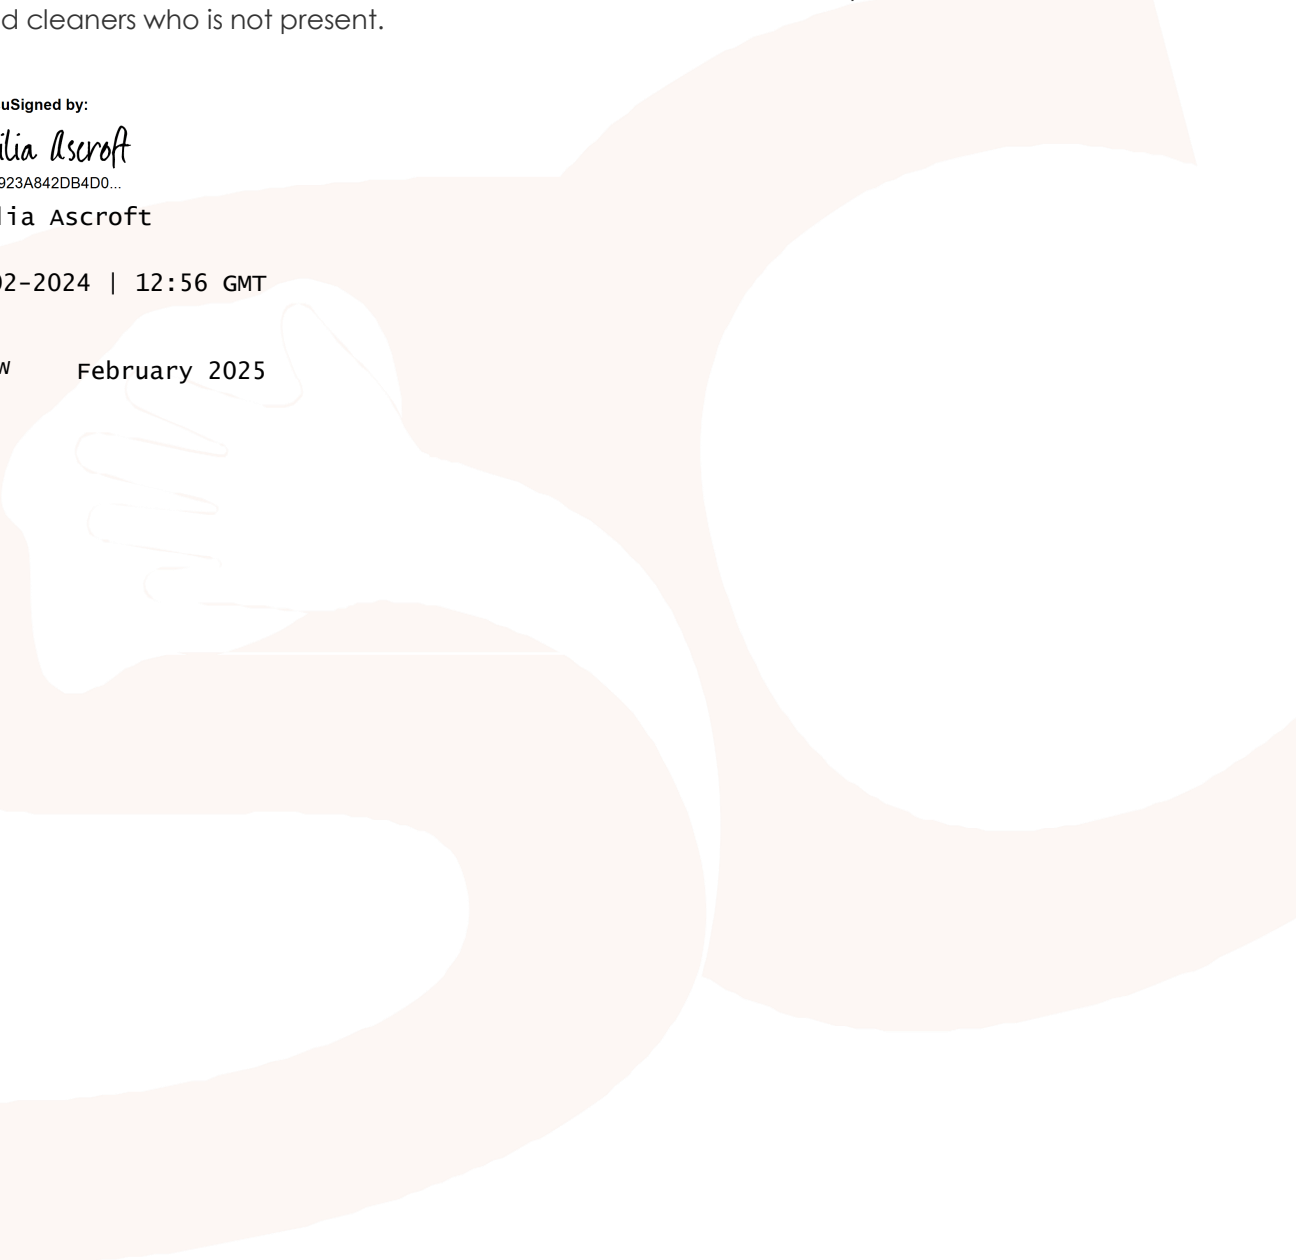 d cleaners who is not present.
uSigned by:
ilia Ascroft
923A842DB4D0...
lia Ascroft
02-2024 | 12:56 GMT
w February 2025